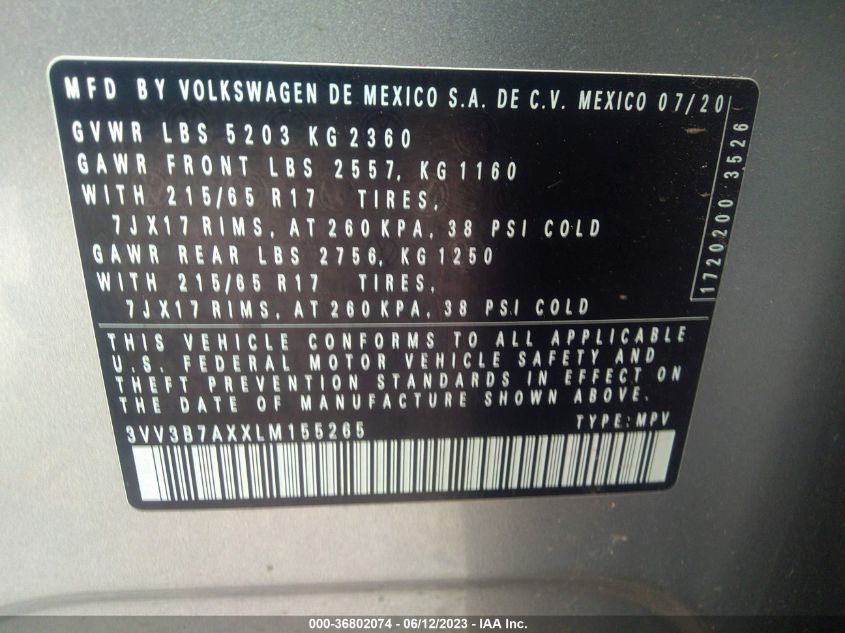 MFD BY VOLKSWAGEN DE MEXICO S.A. DE C.V. MEXICO 07/20
GVWR LBS 5203 KG 2360
GAWR FRONT LBS 2557, KG 1160
WITH 215/65 R17 TIRES,
7JX17 RIMS, AT 260 KPA, 38 PSI COLD
GAWR REAR LBS 2756, KG 1250
WITH 215/65 R17 TIRES,
7JX17 RIMS, AT 260 KPA, 38 PSI COLD
1720200 3526
THIS VEHICLE CONFORMS TO ALL APPLICABLE
U.S. FEDERAL MOTOR VEHICLE SAFETY AND
THEFT PREVENTION STANDARDS IN EFFECT ON
THE DATE OF MANUFACTURE SHOWN ABOVE.
3VV3B7AXXLM155265 TYPE: MPV
000-36802074 - 06/12/2023 - IAA Inc.